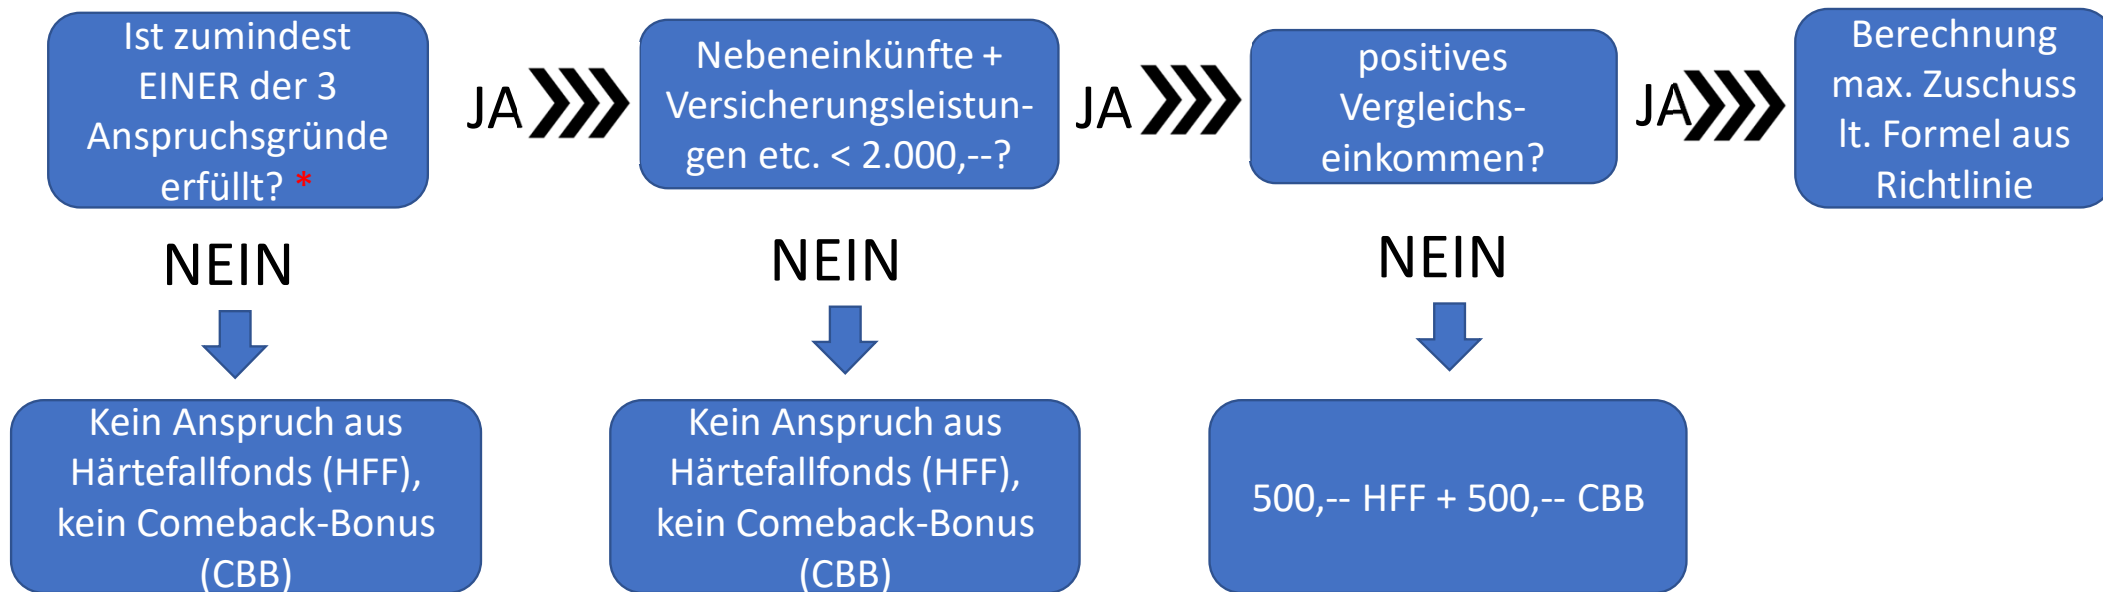 Ist zumindest
EINER der 3
Anspruchsgründe
erfüllt? *
JA
Nebeneinkünfte +
Versicherungsleistun-
gen etc. < 2.000,--?
JA
positives
Vergleichs-
einkommen?
JA
Berechnung
max. Zuschuss
lt. Formel aus
Richtlinie
NEIN
NEIN
NEIN
Kein Anspruch aus
Härtefallfonds (HFF),
kein Comeback-Bonus
(CBB)
Kein Anspruch aus
Härtefallfonds (HFF),
kein Comeback-Bonus
(CBB)
500,-- HFF + 500,-- CBB